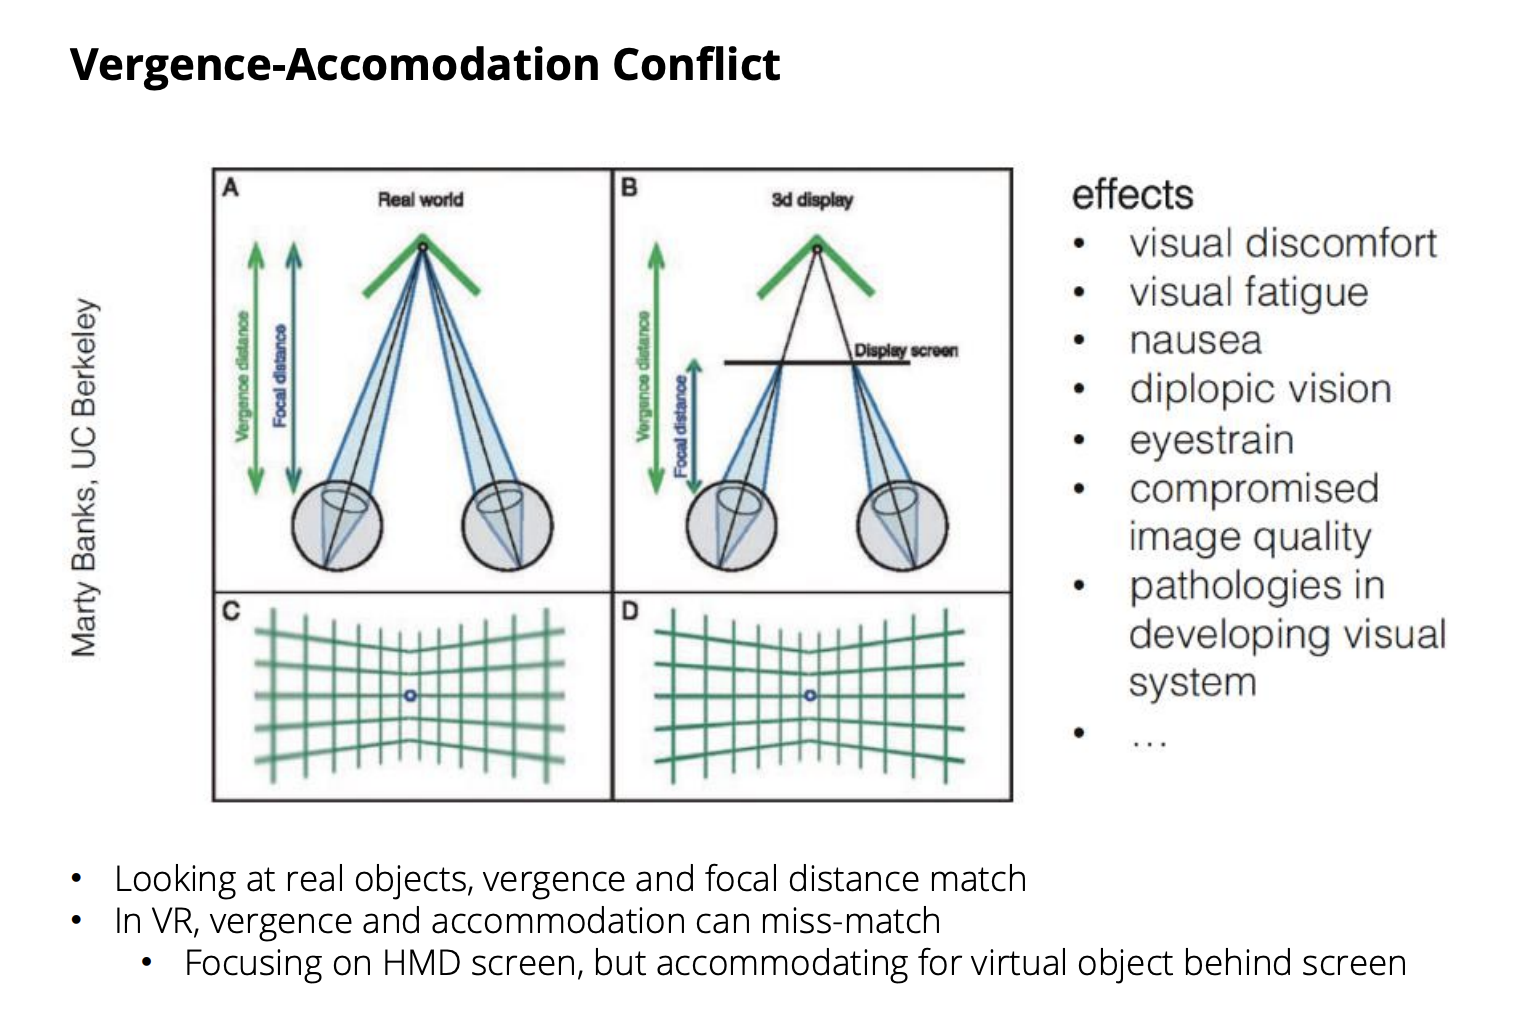 Vergence-Accomodation Conflict
Marty Banks, UC Berkeley
A
Real world
Vergence distance
Focal distance
B
3d display
Vergence distance
Focal distance
Display screen
C
D
effects
• visual discomfort
• visual fatigue
• nausea
• diplopic vision
• eyestrain
• compromised
image quality
• pathologies in
developing visual
system
• ...
• Looking at real objects, vergence and focal distance match
• In VR, vergence and accommodation can miss-match
• Focusing on HMD screen, but accommodating for virtual object behind screen